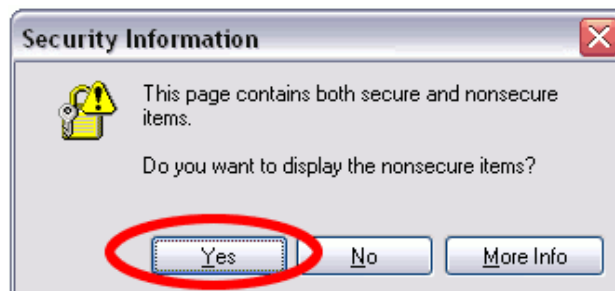 Security Information
This page contains both secure and nonsecure
items.
Do you want to display the nonsecure items?
Yes
No
More Info